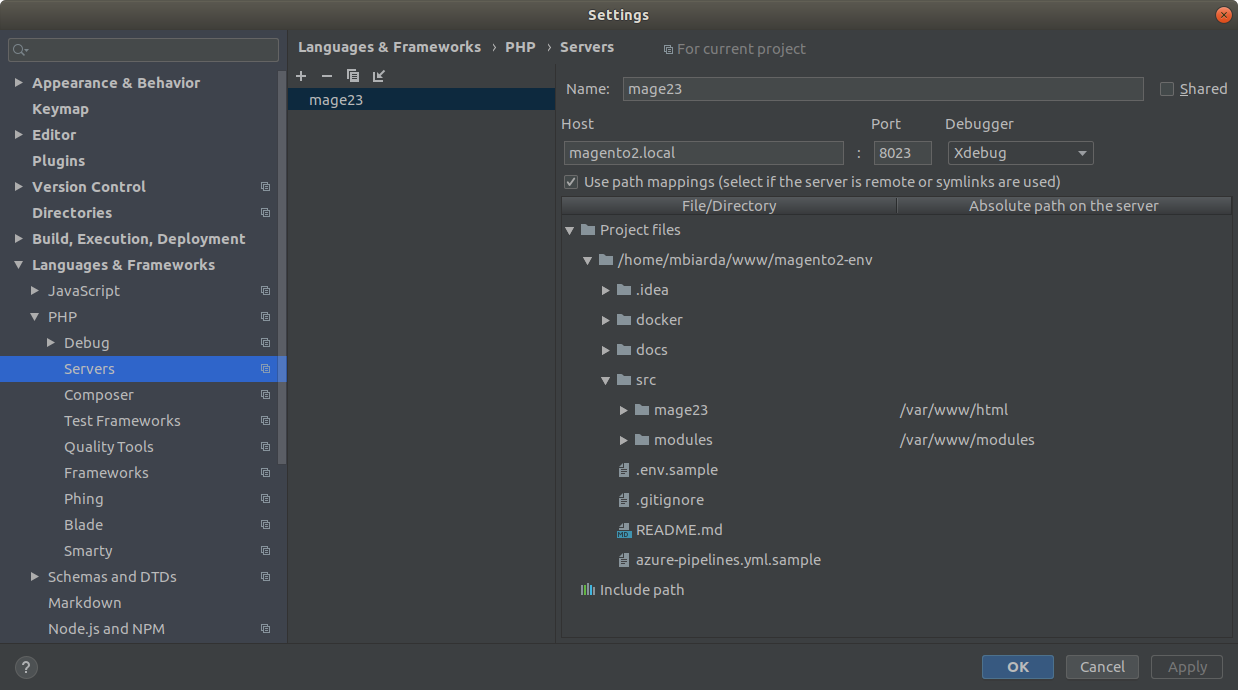 Settings
Appearance & Behavior
Keymap
Editor
Plugins
Version Control
Directories
Build, Execution, Deployment
Languages & Frameworks
JavaScript
PHP
Debug
Servers
Composer
Test Frameworks
Quality Tools
Frameworks
Phing
Blade
Smarty
Schemas and DTDs
Markdown
Node.js and NPM
Languages & Frameworks › PHP › Servers For current project
mage23
Name: mage23 Shared
Host Port Debugger
magento2.local : 8023 Xdebug
Use path mappings (select if the server is remote or symlinks are used)
File/Directory Absolute path on the server
Project files
/home/mbiarda/www/magento2-env
.idea
docker
docs
src
mage23 /var/www/html
modules /var/www/modules
.env.sample
.gitignore
MD README.md
azure-pipelines.yml.sample
Include path
? OK Cancel Apply